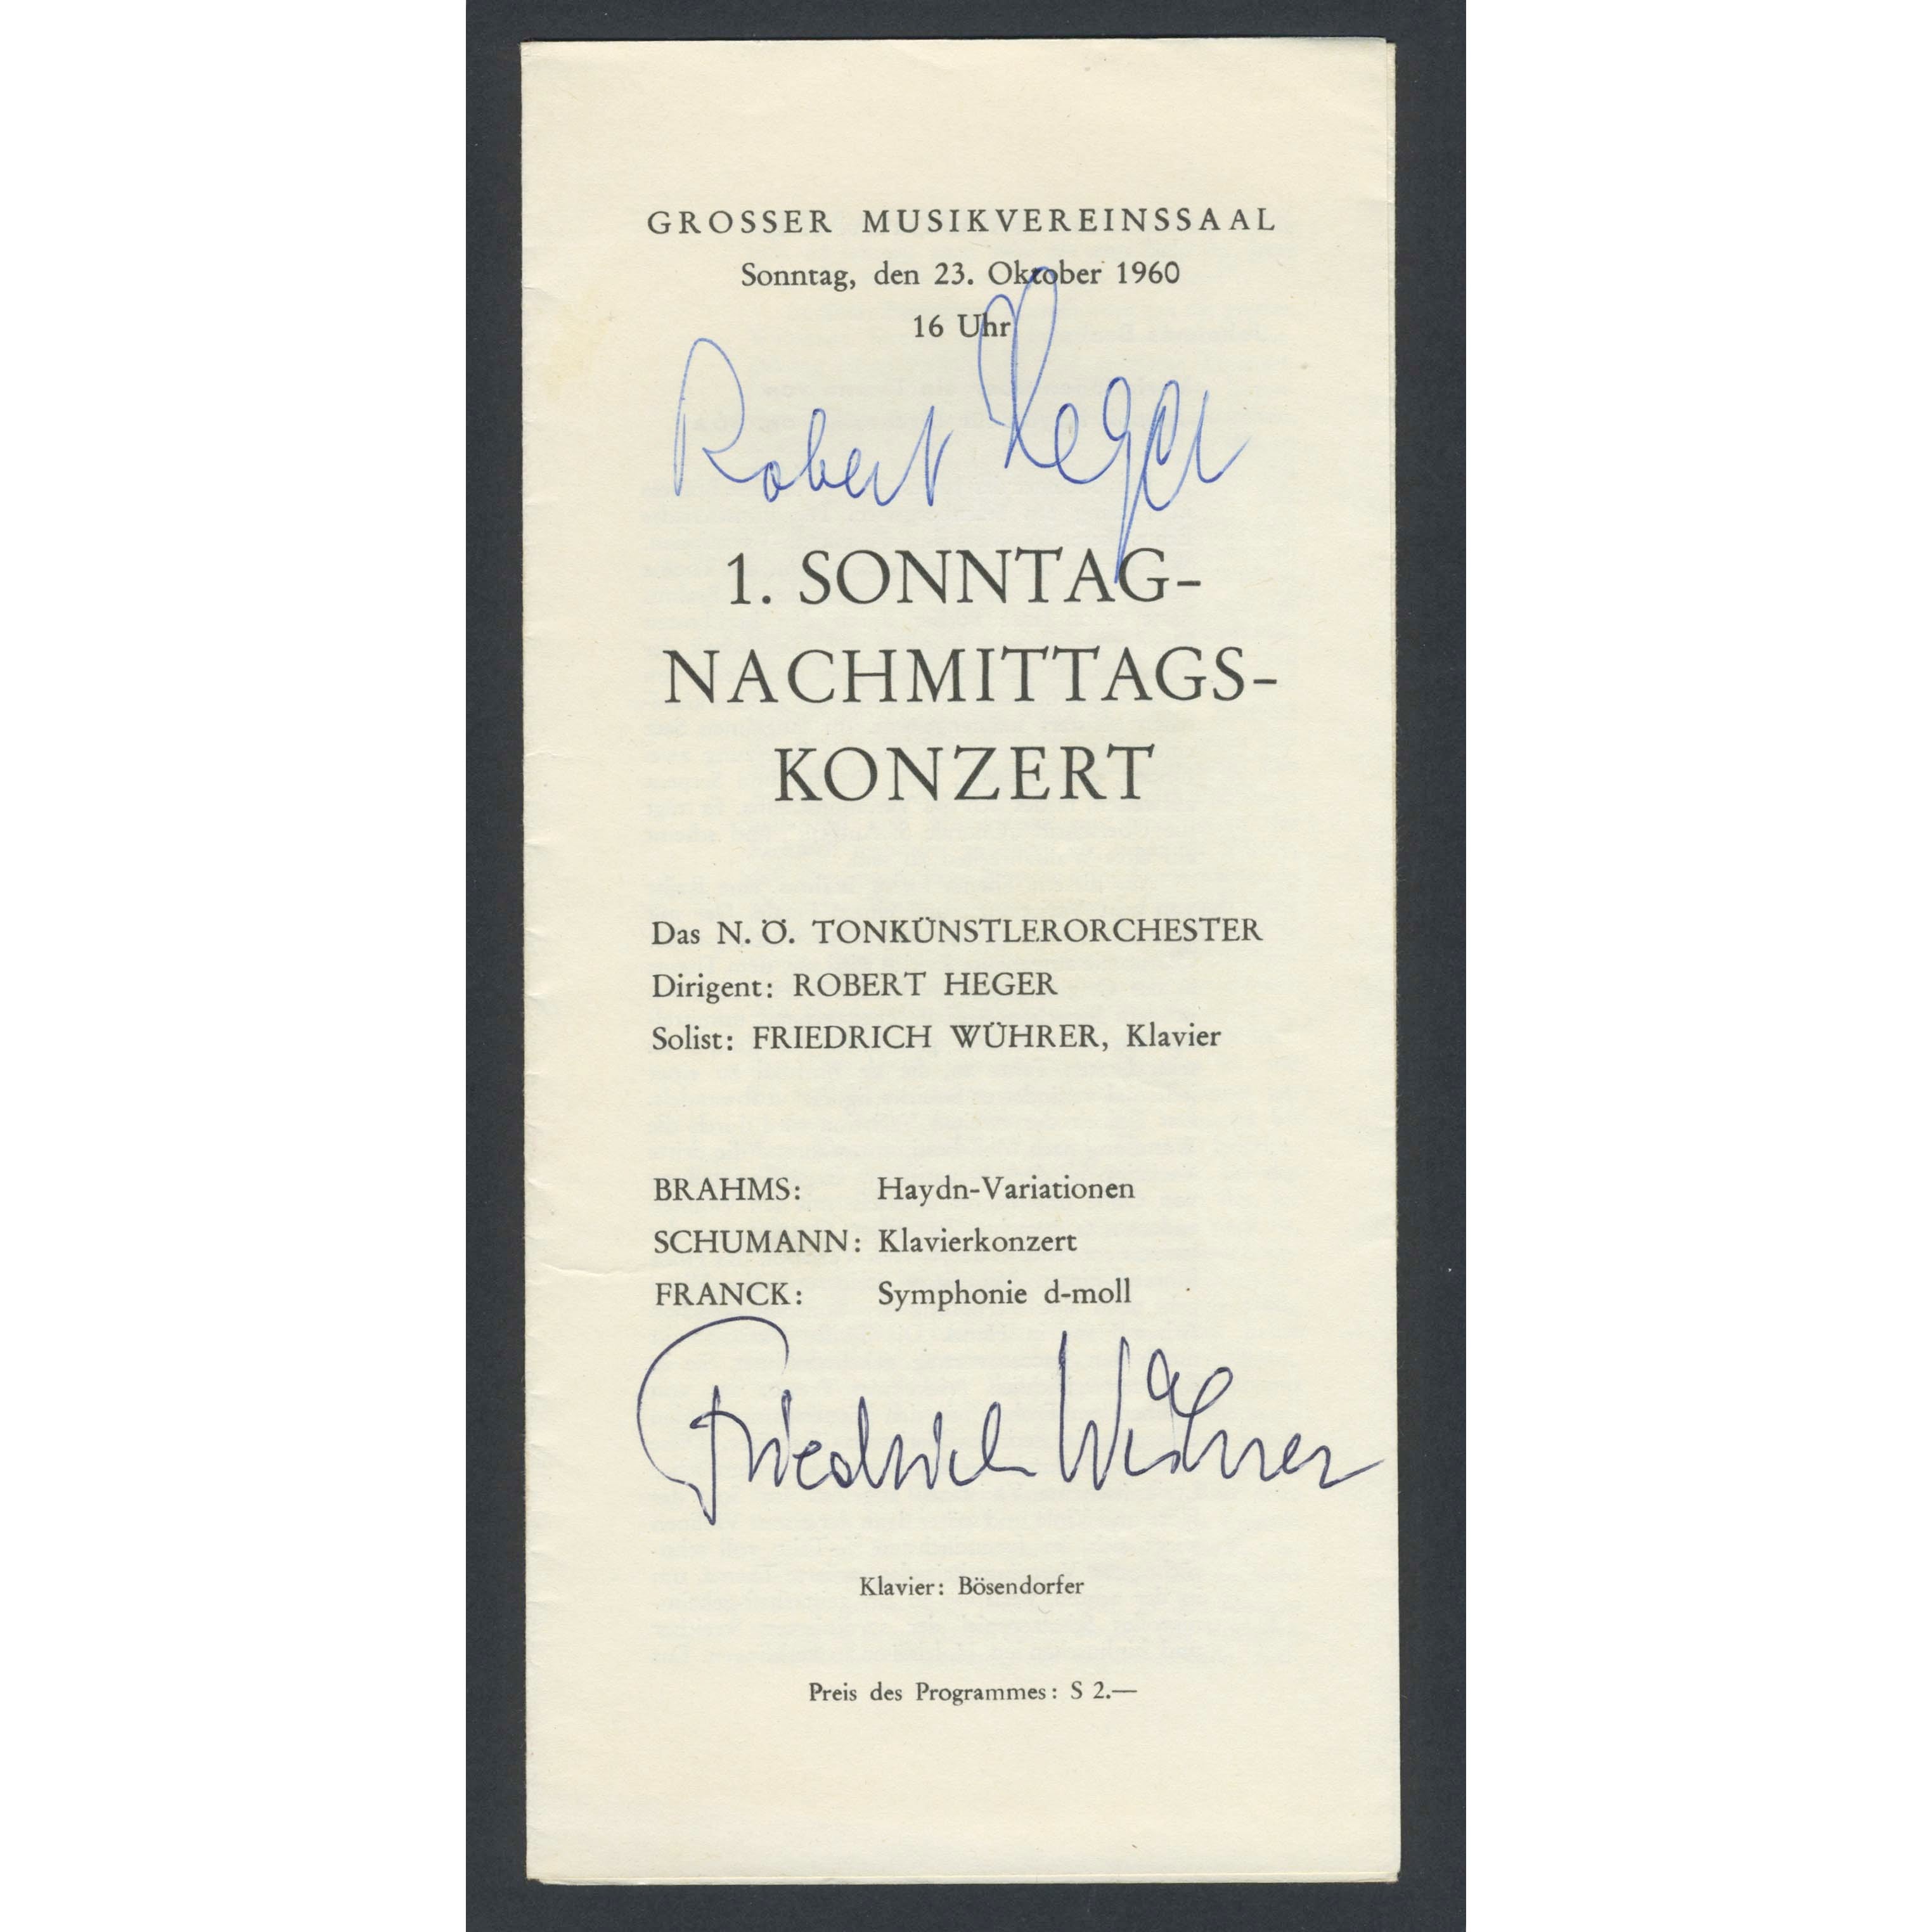 GROSSER MUSIKVEREINSSAAL
Sonntag, den 23. Oktober 1960
16 Uhr
Robert Heger
1. SONNTAG-
NACHMITTAGS-
KONZERT
Das N. Ö. TONKÜNSTLERORCHESTER
Dirigent: ROBERT HEGER
Solist: FRIEDRICH WÜHRER, Klavier
BRAHMS: Haydn-Variationen
SCHUMANN: Klavierkonzert
FRANCK: Symphonie d-moll
Friedrich Wührer
Klavier: Bösendorfer
Preis des Programmes: S 2.—